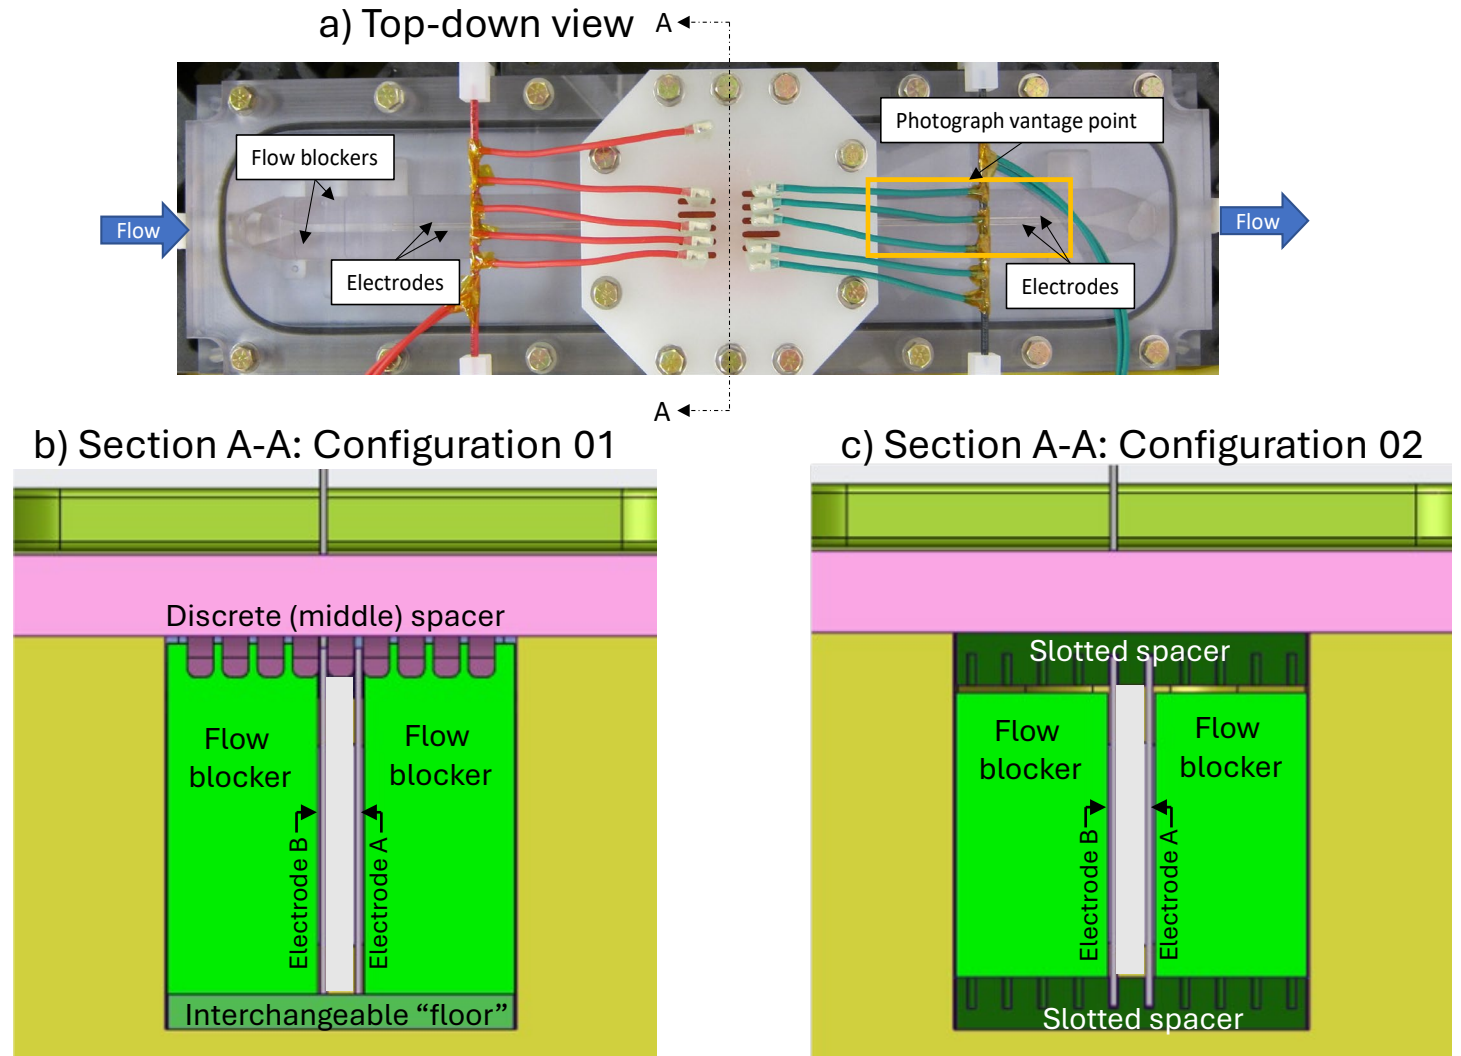 a) Top-down view
A
Photograph vantage point
Flow blockers
Flow
Flow
Electrodes
Electrodes
A
b) Section A-A: Configuration 01
c) Section A-A: Configuration 02
Discrete (middle) spacer
Flow
blocker
Flow
blocker
Electrode B
Electrode A
Interchangeable “floor”
Slotted spacer
Flow
blocker
Flow
blocker
Electrode B
Electrode A
Slotted spacer